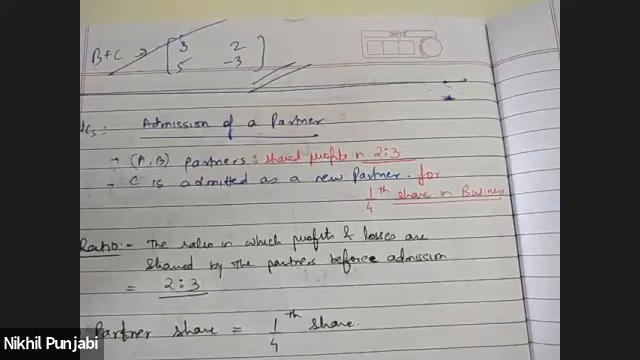 DATE
B+C → [ 3 2
5 -3 ]
Admission of a Partner
→ (A, B) partners: shared profits in 2:3
- C is admitted as a new Partner. for
1/4 th share in Business
Ratio:- The ratio in which profits & losses are
shared by the partners before admission
= 2:3
Partner share = 1/4 th share.
Nikhil Punjabi